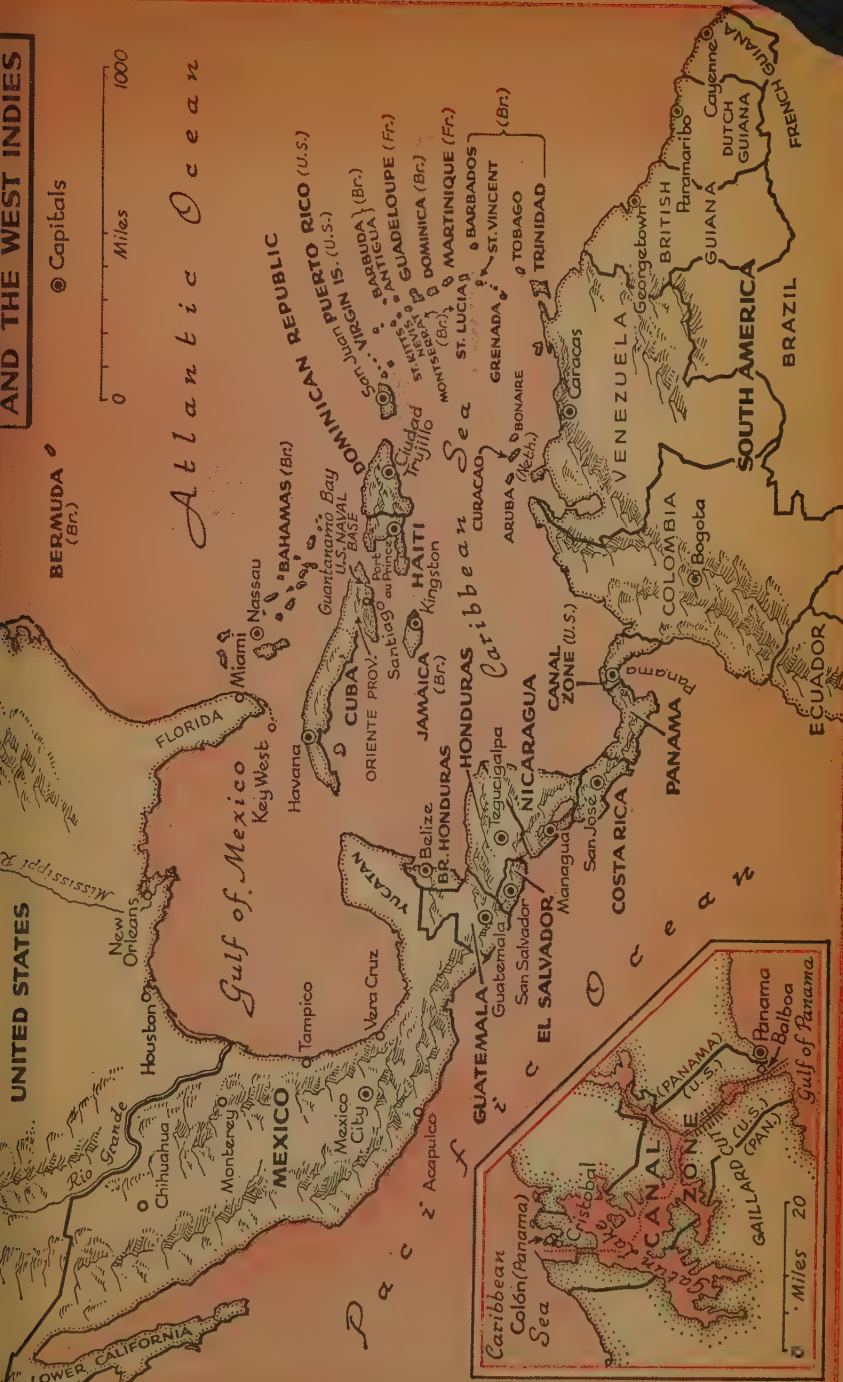 AND THE WEST INDIES
Capitals
0
1000
Miles
Atlantic Ocean
BERMUDA
(Br.)
UNITED STATES
Mississippi R.
New
Orleans
Houston
FLORIDA
Miami
Nassau
BAHAMAS (Br.)
Key West
Gulf of Mexico
Havana
CUBA
ORIENTE PROV.
Santiago
Guantanamo Bay
U.S. NAVAL
BASE
Port
au Prince
HAITI
DOMINICAN REPUBLIC
Ciudad
Trujillo
San Juan
PUERTO RICO (U.S.)
VIRGIN IS. (U.S.)
BARBUDA
ANTIGUA
(Br.)
GUADELOUPE (Fr.)
ST. KITTS
NEVIS
MONTSERRAT
(Br.)
DOMINICA (Br.)
MARTINIQUE (Fr.)
ST. LUCIA
BARBADOS
ST. VINCENT
(Br.)
GRENADA
TOBAGO
TRINIDAD
JAMAICA
(Br.)
Kingston
Caribbean Sea
CURACAO
ARUBA
BONAIRE
(Neth.)
Rio Grande
Chihuahua
Monterey
MEXICO
Tampico
Mexico
City
Vera Cruz
Acapulco
LOWER CALIFORNIA
YUCATAN
Belize
BR. HONDURAS
HONDURAS
Tegucigalpa
GUATEMALA
Guatemala
San Salvador
EL SALVADOR
NICARAGUA
Managua
San José
COSTA RICA
CANAL
ZONE (U.S.)
Panama
PANAMA
Pacific Ocean
Caracas
VENEZUELA
COLOMBIA
Bogota
ECUADOR
SOUTH AMERICA
BRAZIL
Georgetown
BRITISH
GUIANA
Paramaribo
DUTCH
GUIANA
Cayenne
FRENCH GUIANA
Caribbean
Sea
Colón (Panama)
Cristobal
Gatun Lake
CANAL
ZONE
(PANAMA)
(U.S.)
GAILLARD CUT
(U.S.)
(PAN.)
Panama
Balboa
Gulf of Panama
0 Miles 20